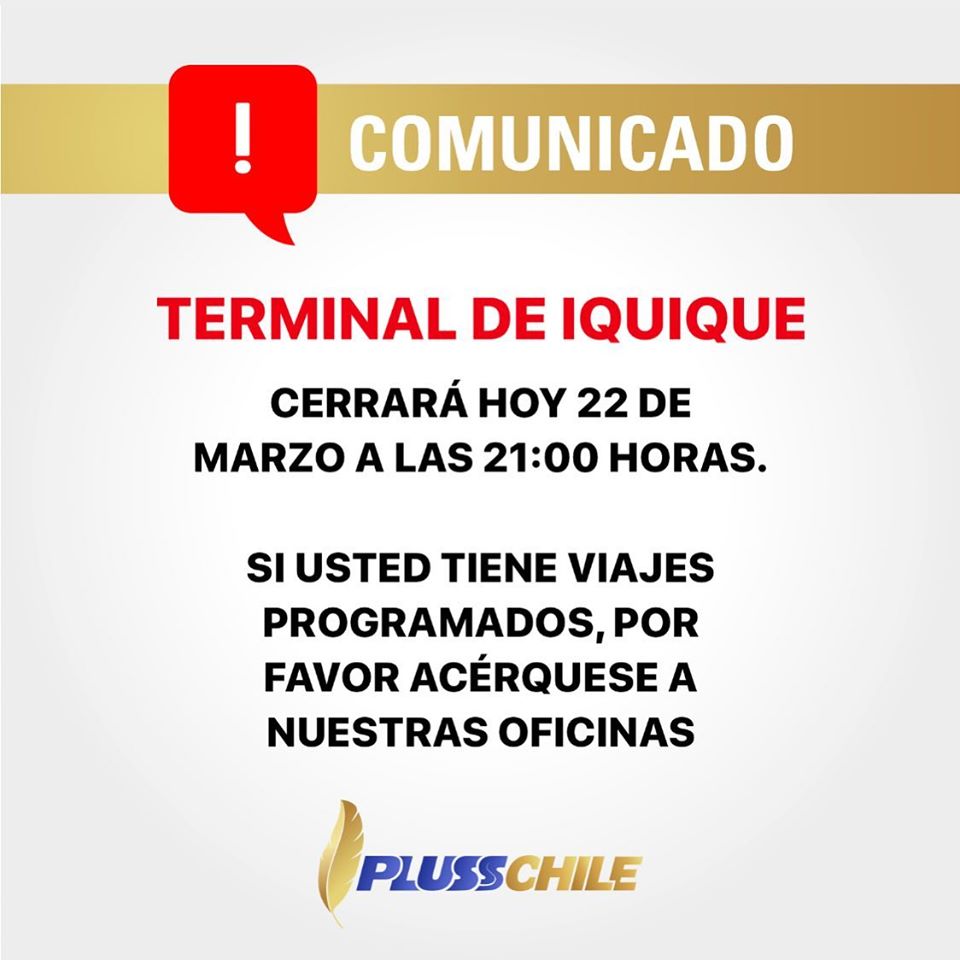 !
COMUNICADO
TERMINAL DE IQUIQUE
CERRARÁ HOY 22 DE
MARZO A LAS 21:00 HORAS.
SI USTED TIENE VIAJES
PROGRAMADOS, POR
FAVOR ACÉRQUESE A
NUESTRAS OFICINAS
PLUSSCHILE